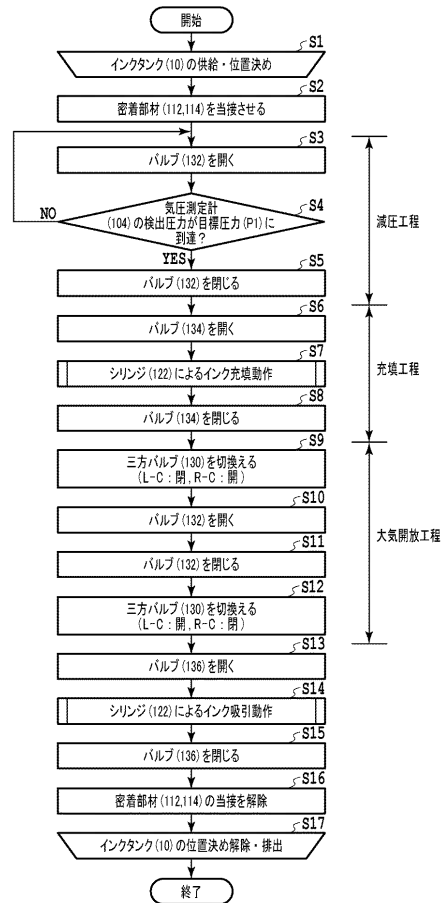 開始
S1
インクタンク(10)の供給・位置決め
S2
密着部材(112,114)を当接させる
S3
バルブ(132)を開く
S4
気圧測定計
(104)の検出圧力が目標圧力(P1)に
到達?
NO
YES
S5
バルブ(132)を閉じる
減圧工程
S6
バルブ(134)を開く
S7
シリンジ(122)によるインク充填動作
S8
バルブ(134)を閉じる
充填工程
S9
三方バルブ(130)を切換える
(L-C:閉,R-C:開)
S10
バルブ(132)を開く
S11
バルブ(132)を閉じる
S12
三方バルブ(130)を切換える
(L-C:開,R-C:閉)
大気開放工程
S13
バルブ(136)を開く
S14
シリンジ(122)によるインク吸引動作
S15
バルブ(136)を閉じる
S16
密着部材(112,114)の当接を解除
S17
インクタンク(10)の位置決め解除・排出
終了